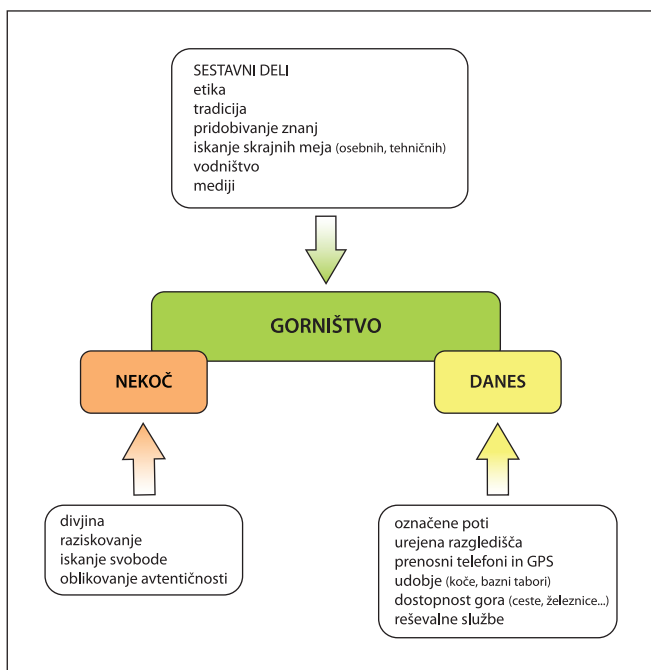 SESTAVNI DELI
etika
tradicija
pridobivanje znanj
iskanje skrajnih meja (osebnih, tehničnih)
vodništvo
mediji
GORNIŠTVO
NEKOČ
DANES
divjina
raziskovanje
iskanje svobode
oblikovanje avtentičnosti
označene poti
urejena razgledišča
prenosni telefoni in GPS
udobje (koče, bazni tabori)
dostopnost gora (ceste, železnice...)
reševalne službe